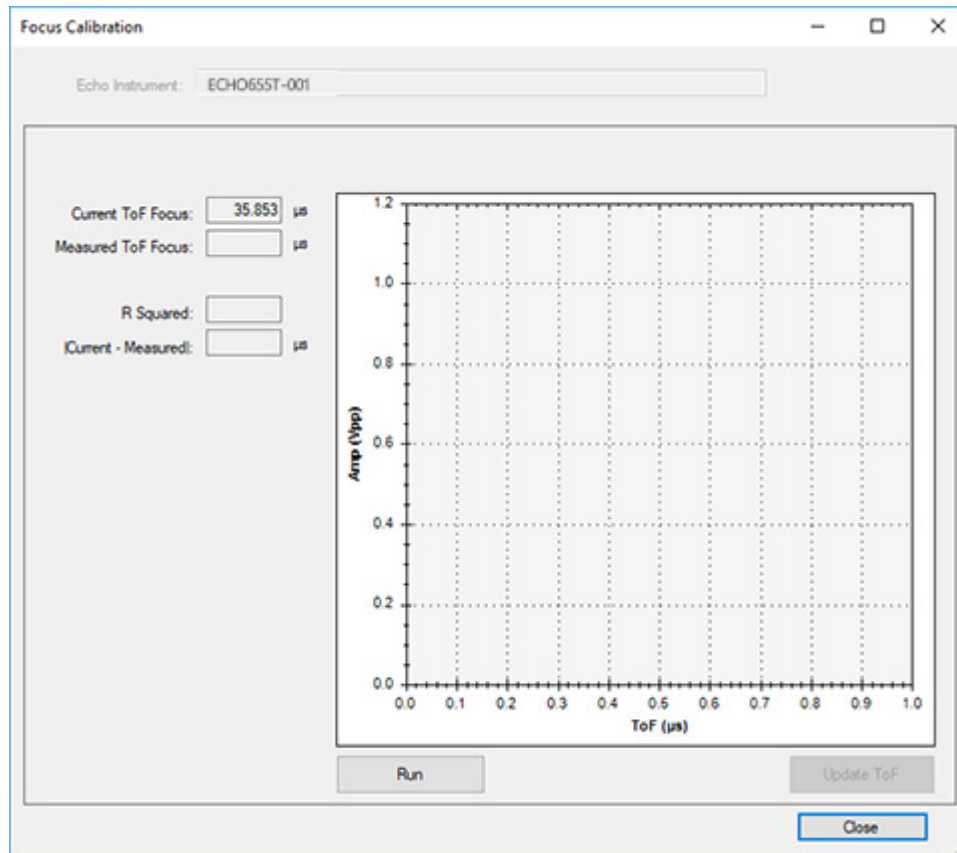 Focus Calibration
Echo Instrument: ECHO655T-001
Current ToF Focus: 35.853 µs
Measured ToF Focus: µs
R Squared:
|Current - Measured|: µs
1.2
1.0
0.8
0.6
0.4
0.2
0.0
Amp (Vpp)
0.0 0.1 0.2 0.3 0.4 0.5 0.6 0.7 0.8 0.9 1.0
ToF (µs)
Run Update ToF
Close